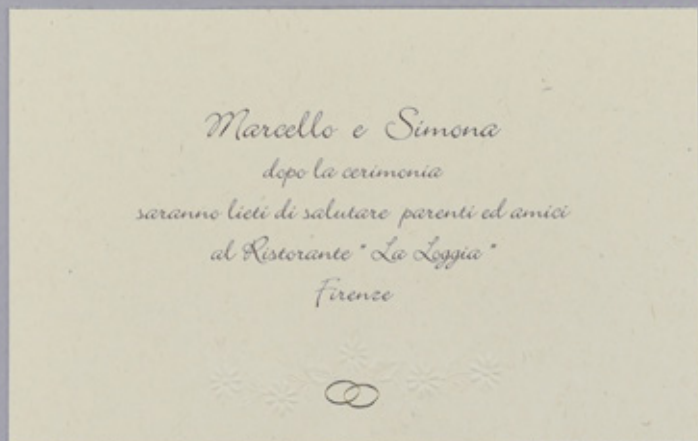 Marcello e Simona
dopo la cerimonia
saranno lieti di salutare parenti ed amici
al Ristorante "La Loggia"
Firenze